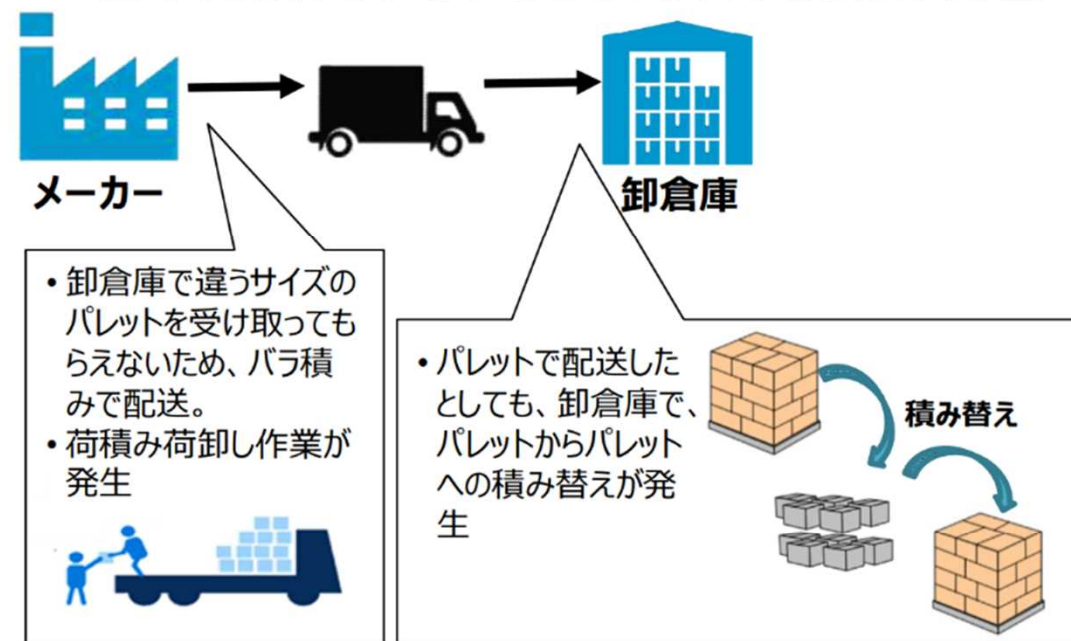 メーカー
卸倉庫
• 卸倉庫で違うサイズの
パレットを受け取っても
らえないため、バラ積
みで配送。
• 荷積み荷卸し作業が
発生
• パレットで配送した
としても、卸倉庫で、
パレットからパレット
への積み替えが発
生
積み替え